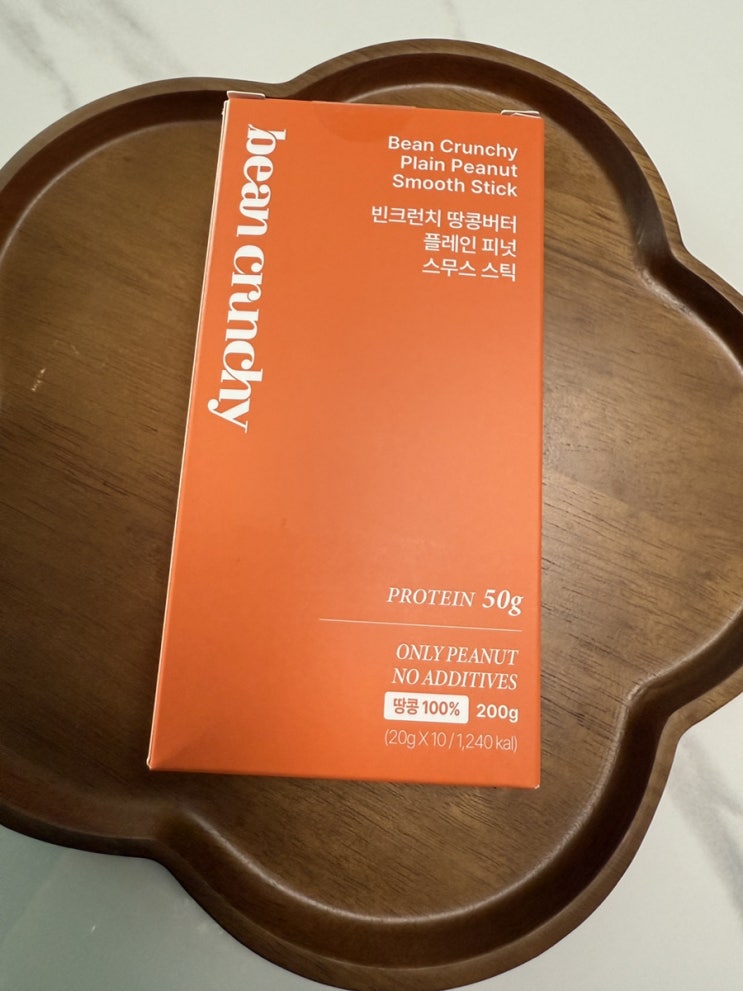 bean crunchy
Bean Crunchy
Plain Peanut
Smooth Stick
빈크런치 땅콩버터
플레인 피넛
스무스 스틱
PROTEIN 50g
ONLY PEANUT
NO ADDITIVES
땅콩 100% 200g
(20g X 10 / 1,240 kal)